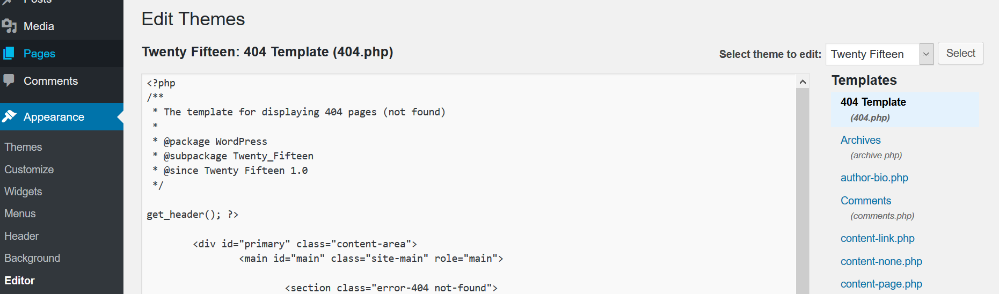 Posts
Media
Pages
Comments
Appearance
Themes
Customize
Widgets
Menus
Header
Background
Editor
Edit Themes
Twenty Fifteen: 404 Template (404.php)
Select theme to edit: Twenty Fifteen Select
<?php
/**
 * The template for displaying 404 pages (not found)
 *
 * @package WordPress
 * @subpackage Twenty_Fifteen
 * @since Twenty Fifteen 1.0
 */
get_header(); ?>
<div id="primary" class="content-area">
<main id="main" class="site-main" role="main">
<section class="error-404 not-found">
Templates
404 Template
(404.php)
Archives
(archive.php)
author-bio.php
Comments
(comments.php)
content-link.php
content-none.php
content-page.php